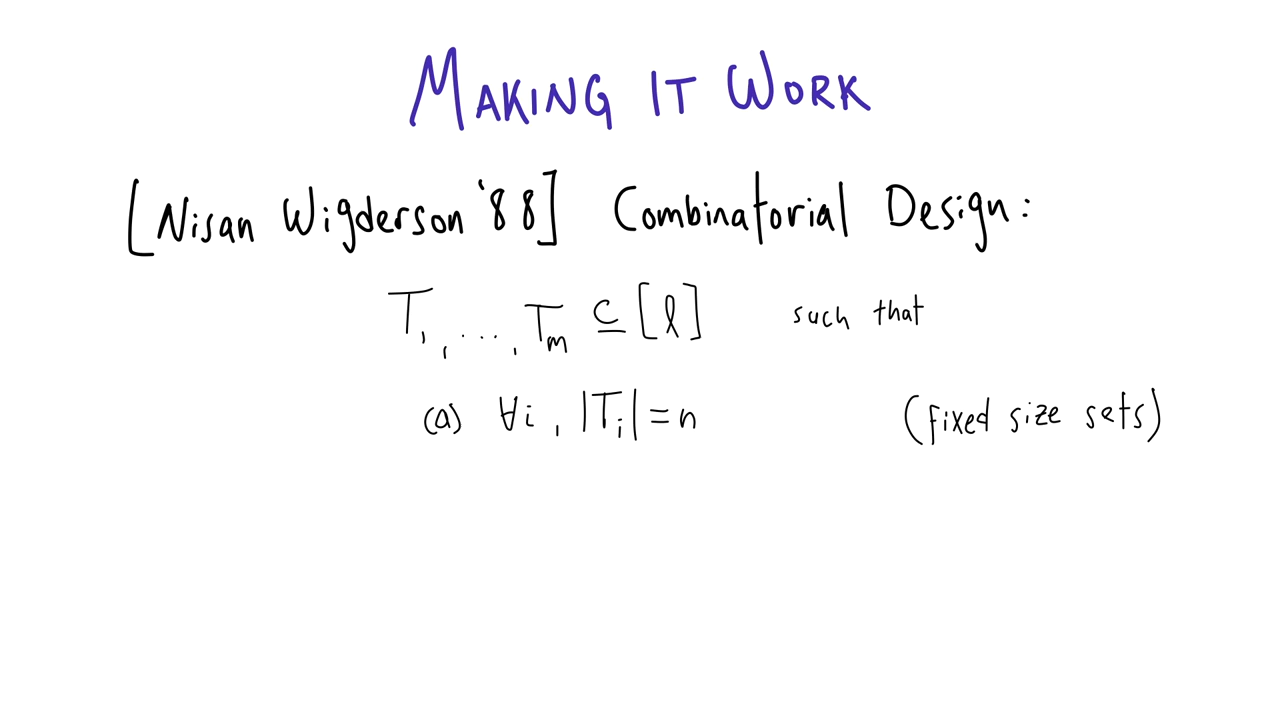 MAKING IT WORK
[Nisan Wigderson '88] Combinatorial Design:
T₁, ..., Tₘ ⊆ [l] such that
(a) ∀i, |Tᵢ| = n (fixed size sets)